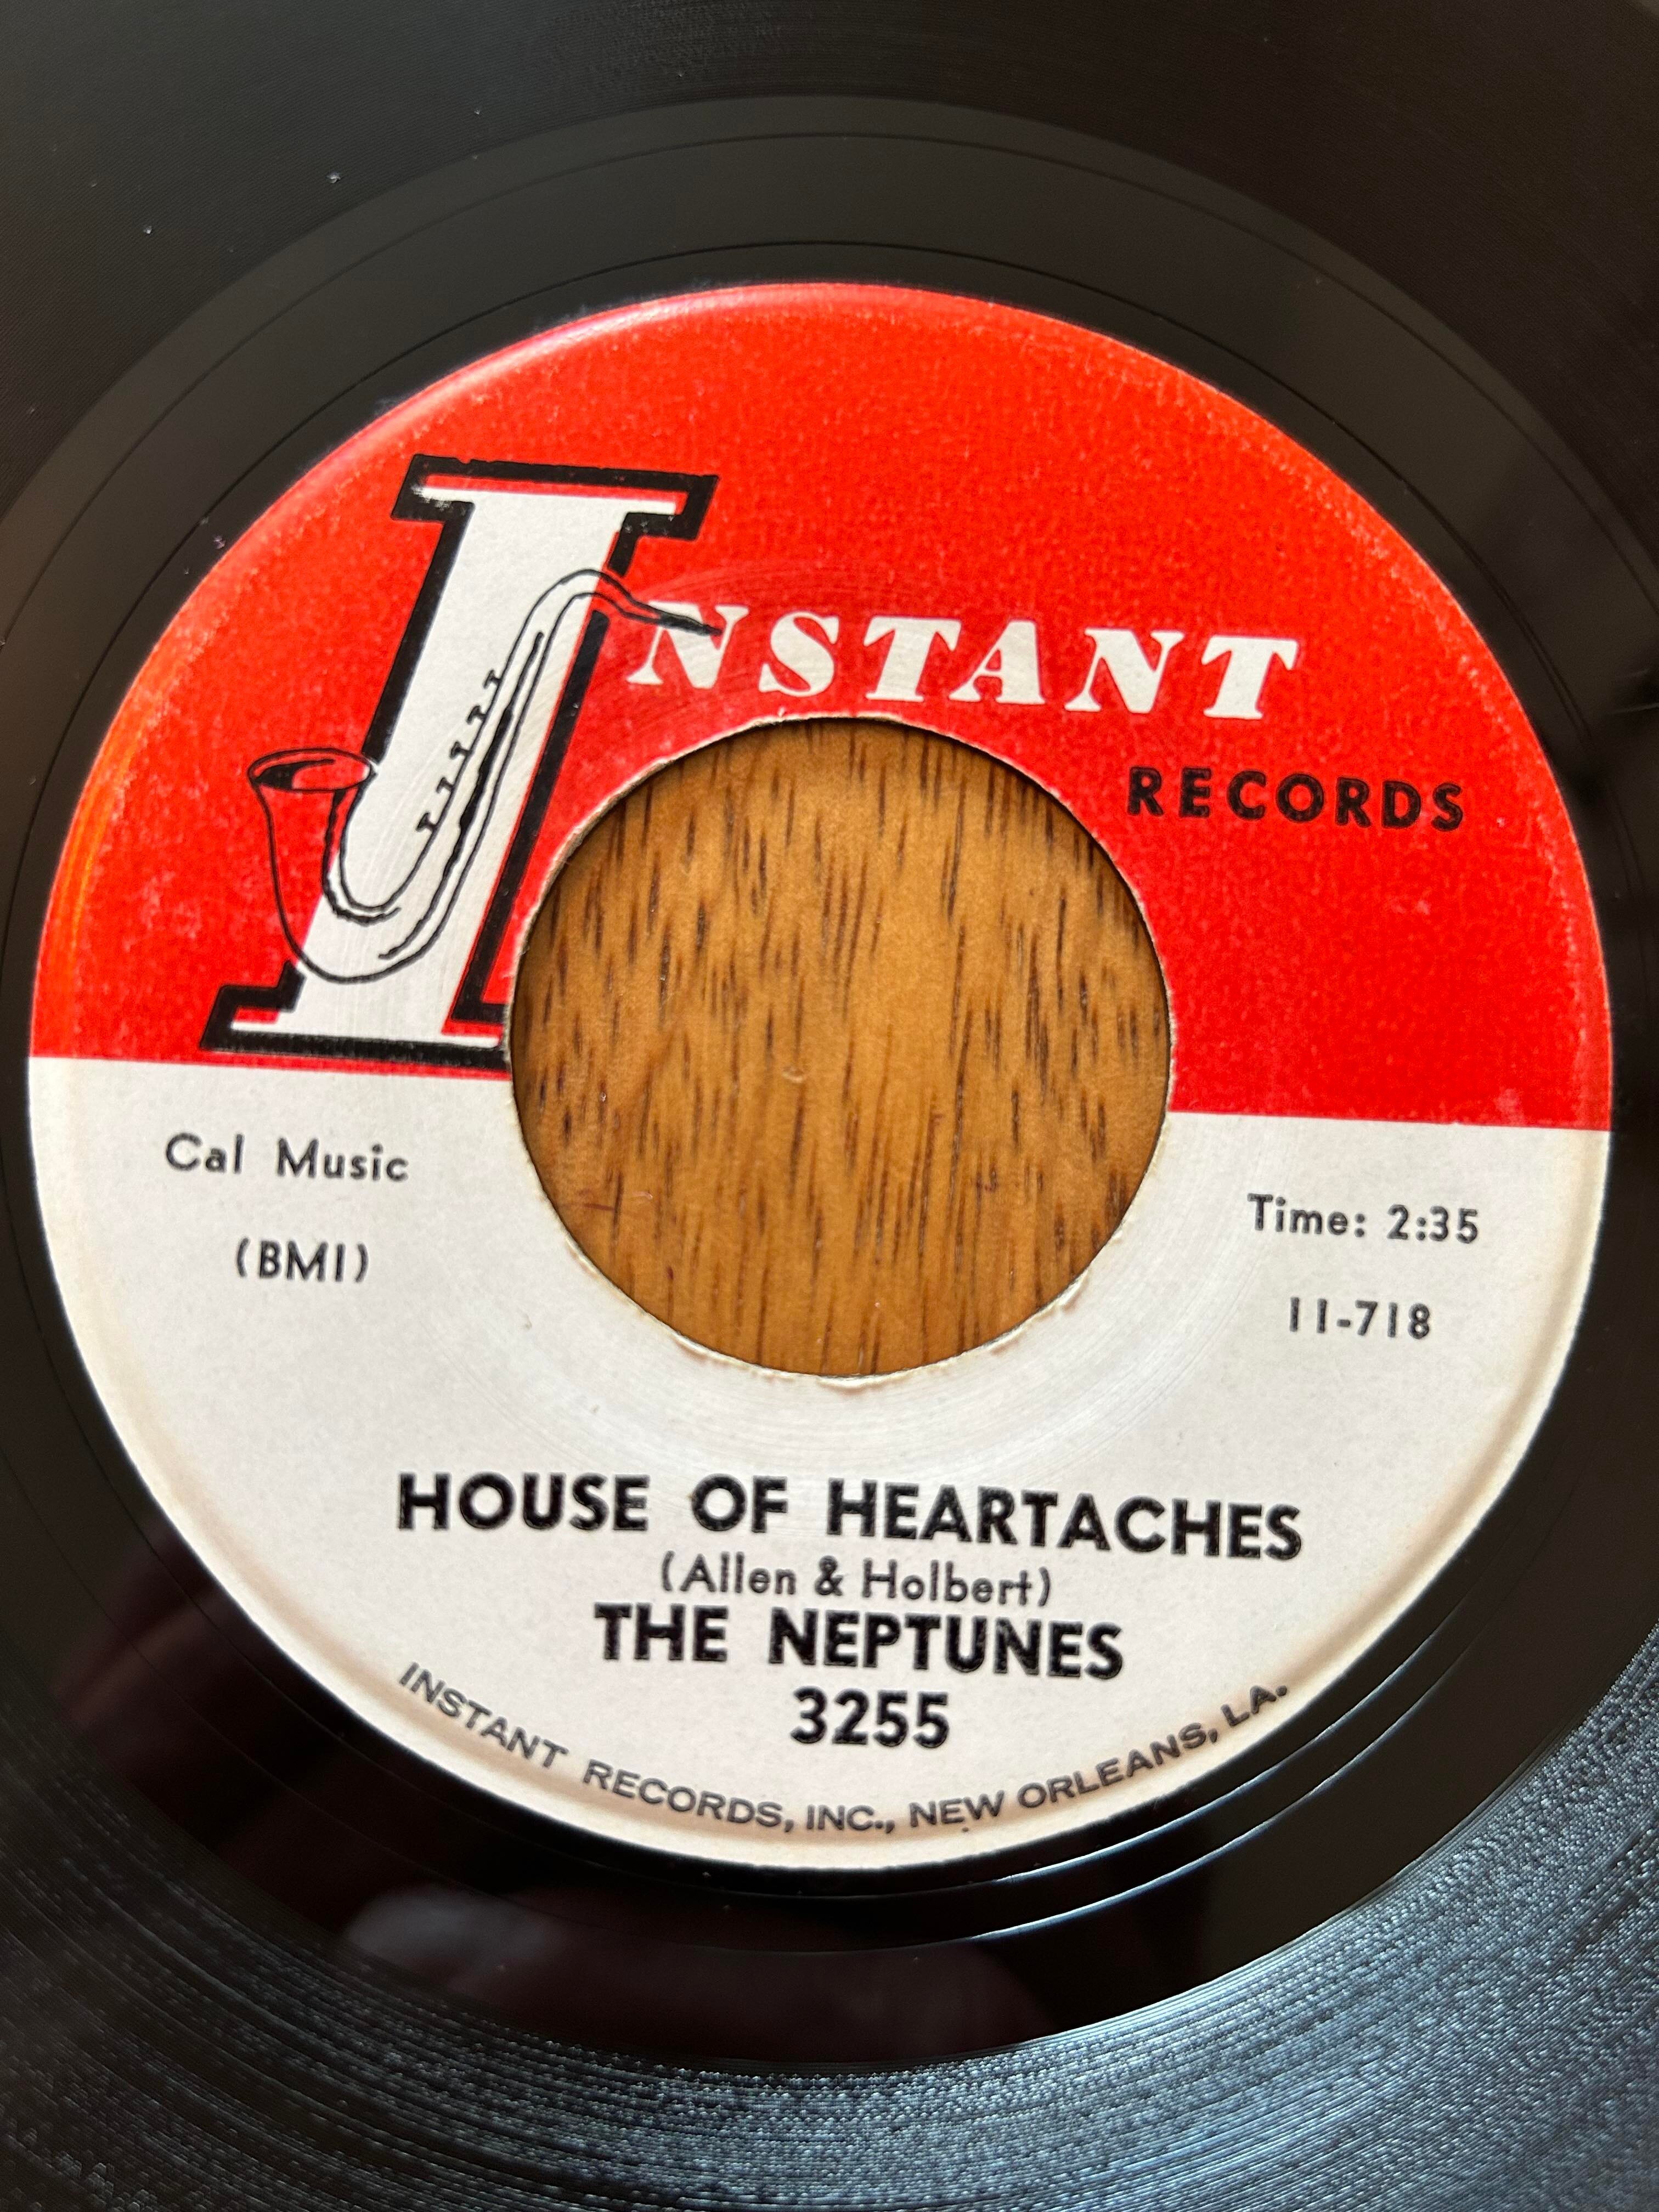 INSTANT
RECORDS
Cal Music
(BMI)
Time: 2:35
11-718
HOUSE OF HEARTACHES
(Allen & Holbert)
THE NEPTUNES
3255
INSTANT RECORDS, INC., NEW ORLEANS, LA.